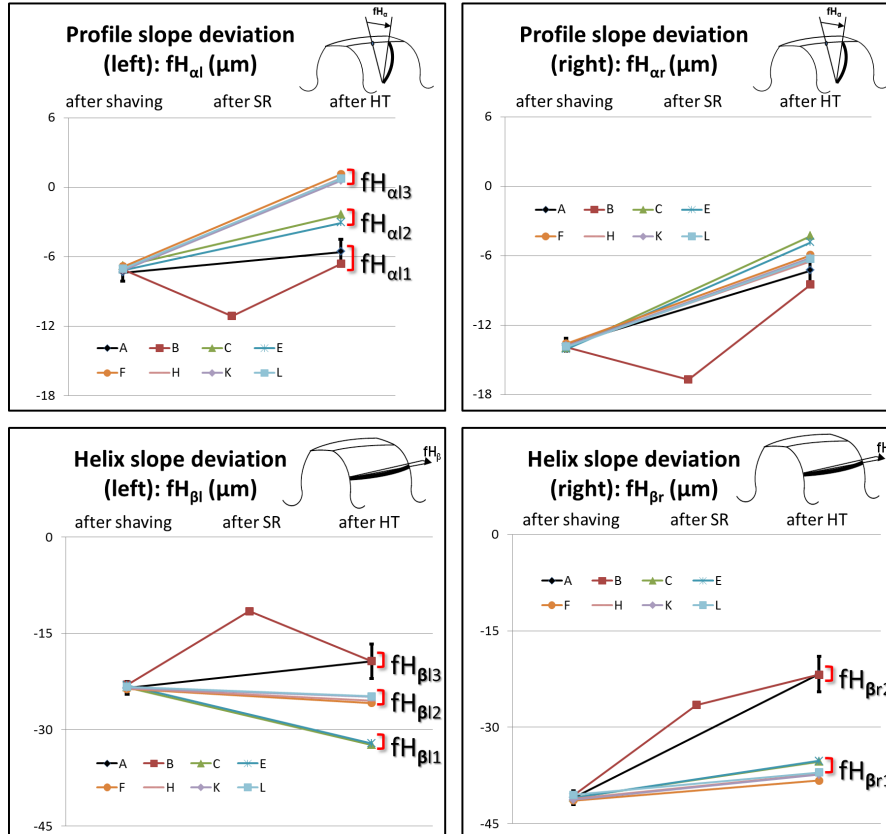 fHα
Profile slope deviation
(left): fHαl (μm)
after shaving after SR after HT
6
0
-6
-12
-18
fHαl3
fHαl2
fHαl1
A B C E
F H K L
fHα
Profile slope deviation
(right): fHαr (μm)
after shaving after SR after HT
6
0
-6
-12
-18
A B C E
F H K L
fHβ
Helix slope deviation
(left): fHβl (μm)
after shaving after SR after HT
0
-15
-30
-45
fHβl3
fHβl2
fHβl1
A B C E
F H K L
fH
Helix slope deviation
(right): fHβr (μm)
after shaving after SR after HT
0
-15
-30
-45
A B C E
F H K L
fHβr2
fHβr1